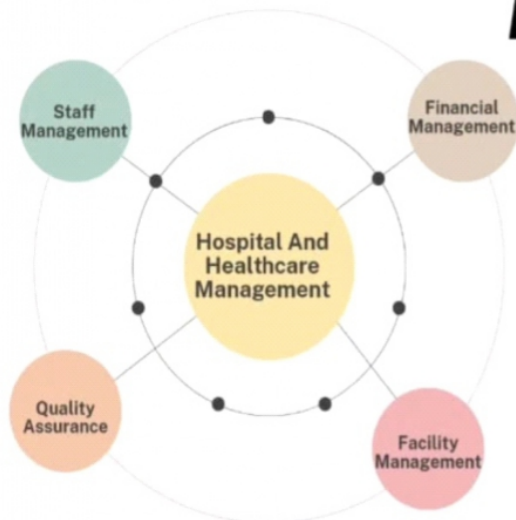 Staff
Management
Financial
Management
Hospital And
Healthcare
Management
Quality
Assurance
Facility
Management